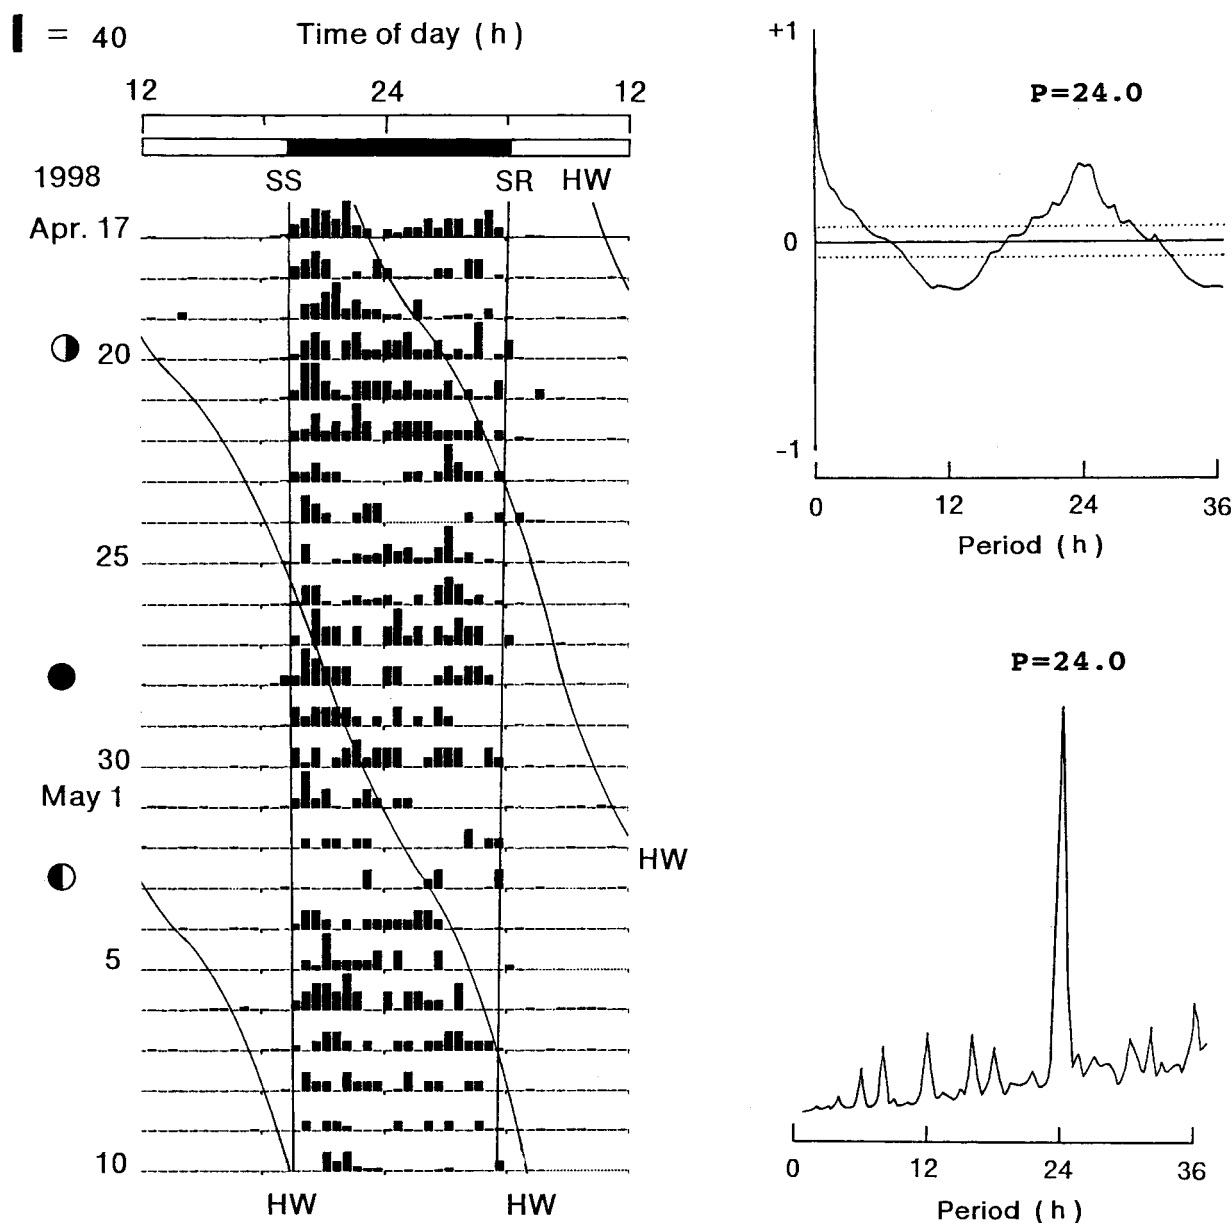 = 40
Time of day (h)
12 24 12
1998
SS SR HW
Apr. 17
20
25
30
May 1
HW
5
10
HW HW
+1
P=24.0
0
-1
0 12 24 36
Period (h)
P=24.0
0 12 24 36
Period (h)